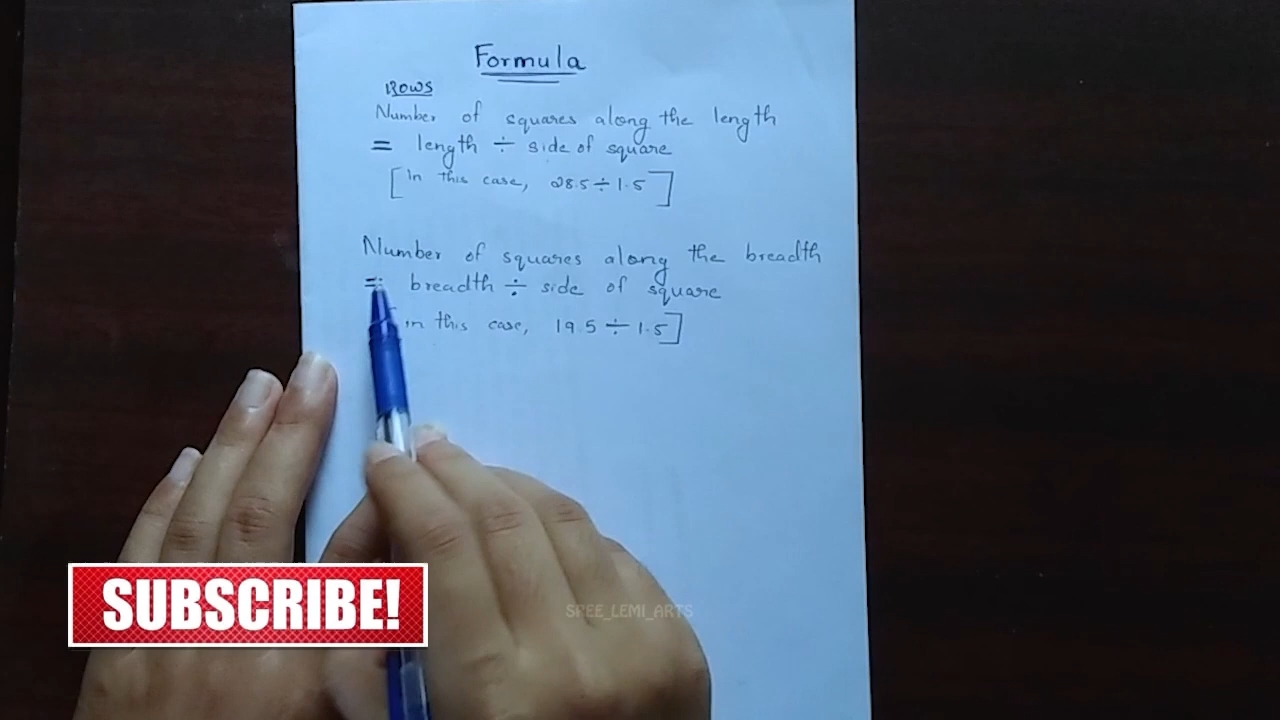 Formula
Rows
Number of squares along the length
= length ÷ side of square
[In this case, 28.5 ÷ 1.5]
Number of squares along the breadth
= breadth ÷ side of square
In this case, 19.5 ÷ 1.5]
SUBSCRIBE!
SPEE_LEMI_ARTS